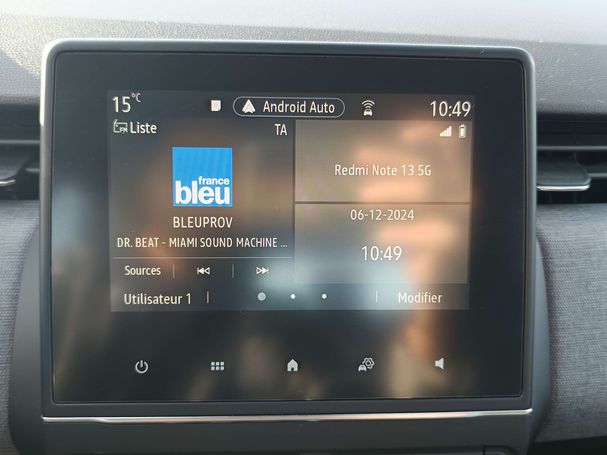 15°C
Android Auto
10:49
FM Liste
TA
france
bleu
BLEUPROV
DR. BEAT - MIAMI SOUND MACHINE ...
Sources
Redmi Note 13 5G
06-12-2024
10:49
Utilisateur 1
Modifier